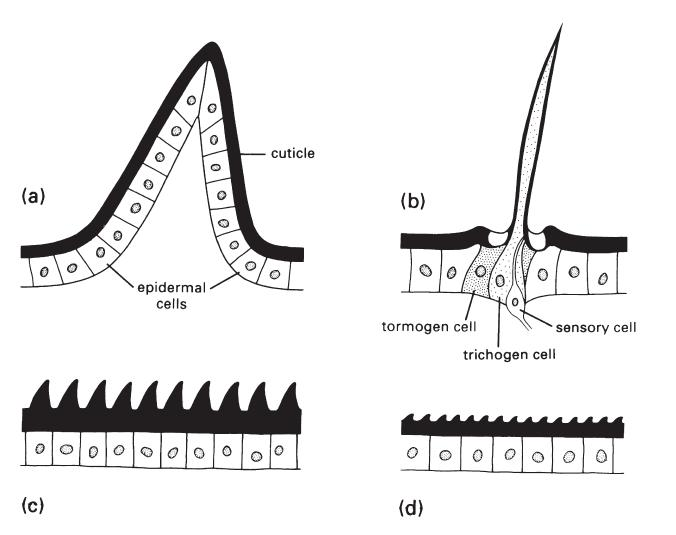 cuticle
(a)
(b)
epidermal
cells
tormogen cell
sensory cell
trichogen cell
(c)
(d)